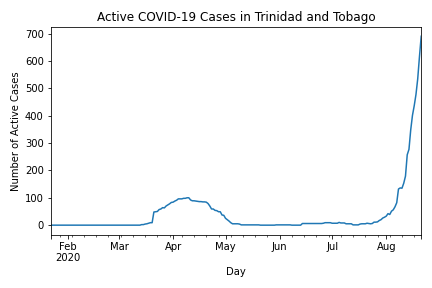 Active COVID-19 Cases in Trinidad and Tobago
Number of Active Cases
700
600
500
400
300
200
100
0
Feb Mar Apr May Jun Jul Aug
2020
Day